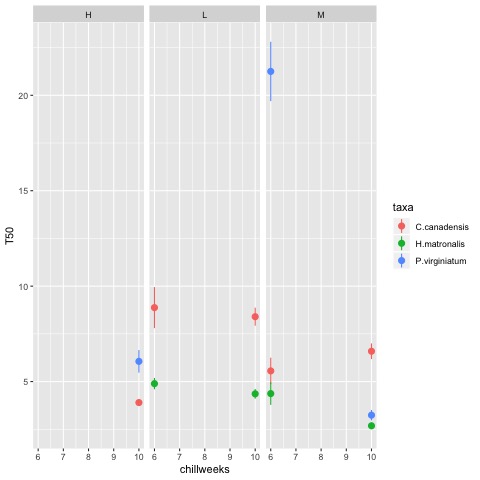 H L M
20
15
10
5
T50
6 7 8 9 10 6 7 8 9 10 6 7 8 9 10
chillweeks
taxa
C.canadensis
H.matronalis
P.virginiatum